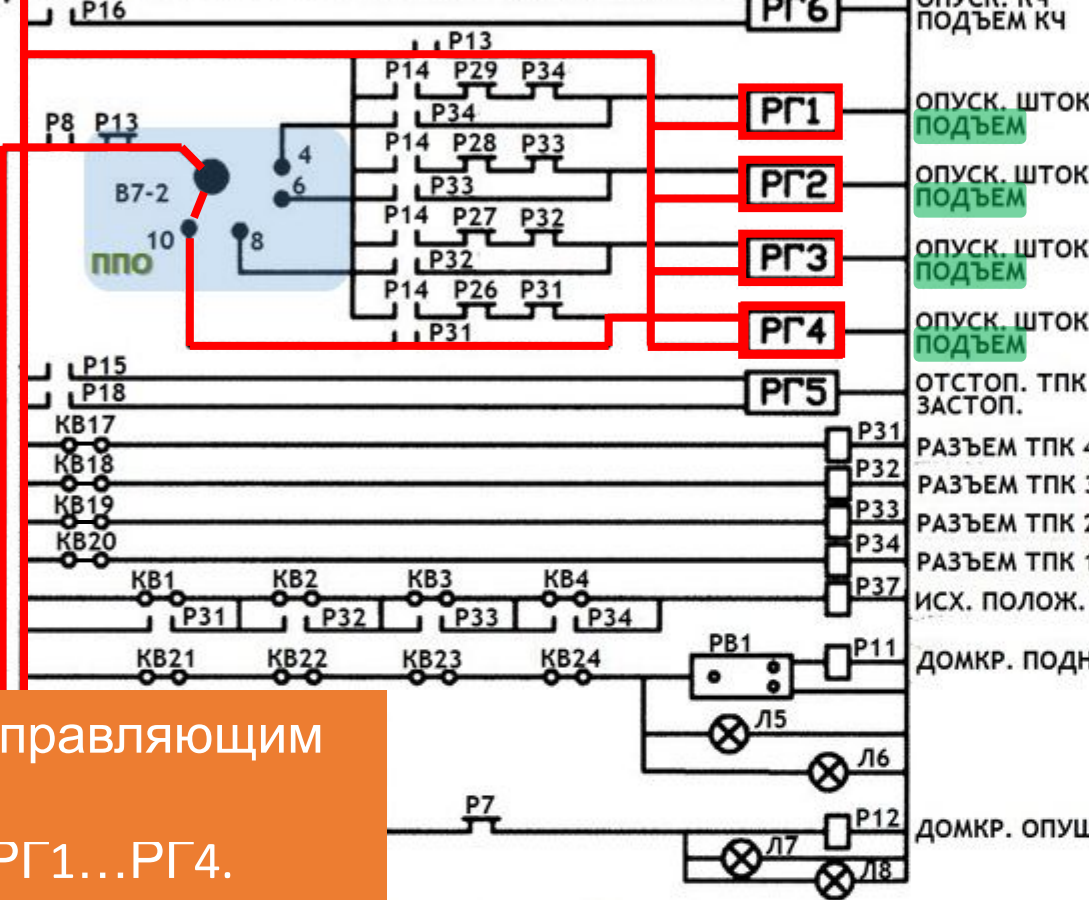 Р16
РГ6
ОПУСК. КЧ
ПОДЪЕМ КЧ
Р13
Р14 Р29 Р34
Р34
РГ1
ОПУСК. ШТОК
ПОДЪЕМ
Р8 Р13
В7-2
4
6
10
8
ППО
Р14 Р28 Р33
Р33
РГ2
ОПУСК. ШТОК
ПОДЪЕМ
Р14 Р27 Р32
Р32
РГ3
ОПУСК. ШТОК
ПОДЪЕМ
Р14 Р26 Р31
Р31
РГ4
ОПУСК. ШТОК
ПОДЪЕМ
Р15
Р18
РГ5
ОТСТОП. ТПК
ЗАСТОП.
КВ17
Р31
РАЗЪЕМ ТПК 4
КВ18
Р32
РАЗЪЕМ ТПК 3
КВ19
Р33
РАЗЪЕМ ТПК 2
КВ20
Р34
РАЗЪЕМ ТПК 1
КВ1 КВ2 КВ3 КВ4
Р37
ИСХ. ПОЛОЖ.
Р31 Р32 Р33 Р34
КВ21 КВ22 КВ23 КВ24
РВ1
Р11
ДОМКР. ПОДН
Л5
Л6
правляющим
РГ1...РГ4.
Р7
Р12
ДОМКР. ОПУЩ
Л7
Л8